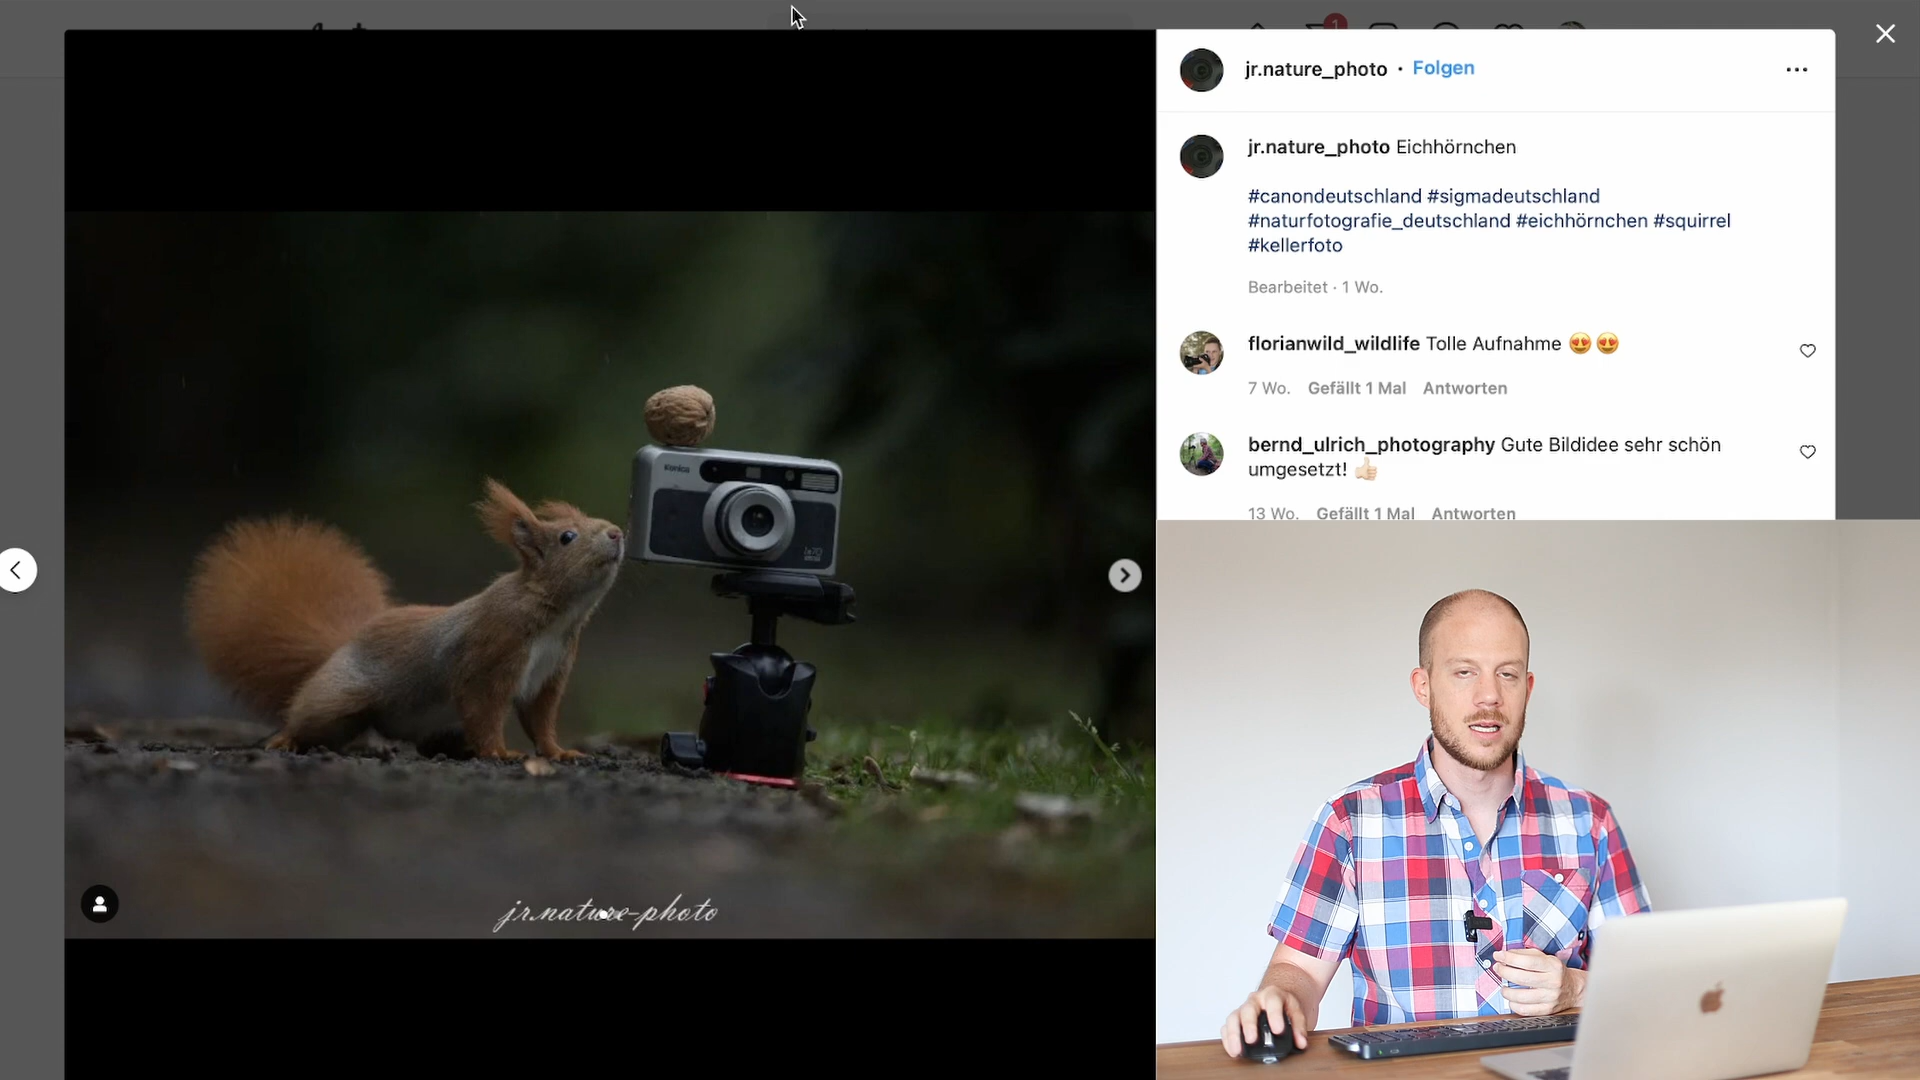 1
jr.nature_photo • Folgen
jr.nature_photo Eichhörnchen
#canondeutschland #sigmadeutschland
#naturfotografie_deutschland #eichhörnchen #squirrel
#kellerfoto
Bearbeitet · 1 Wo.
florianwild_wildlife Tolle Aufnahme 😍😍
7 Wo. Gefällt 1 Mal Antworten
bernd_ulrich_photography Gute Bildidee sehr schön
umgesetzt! 👍🏻
13 Wo. Gefällt 1 Mal Antworten
Konica
jr.nature-photo